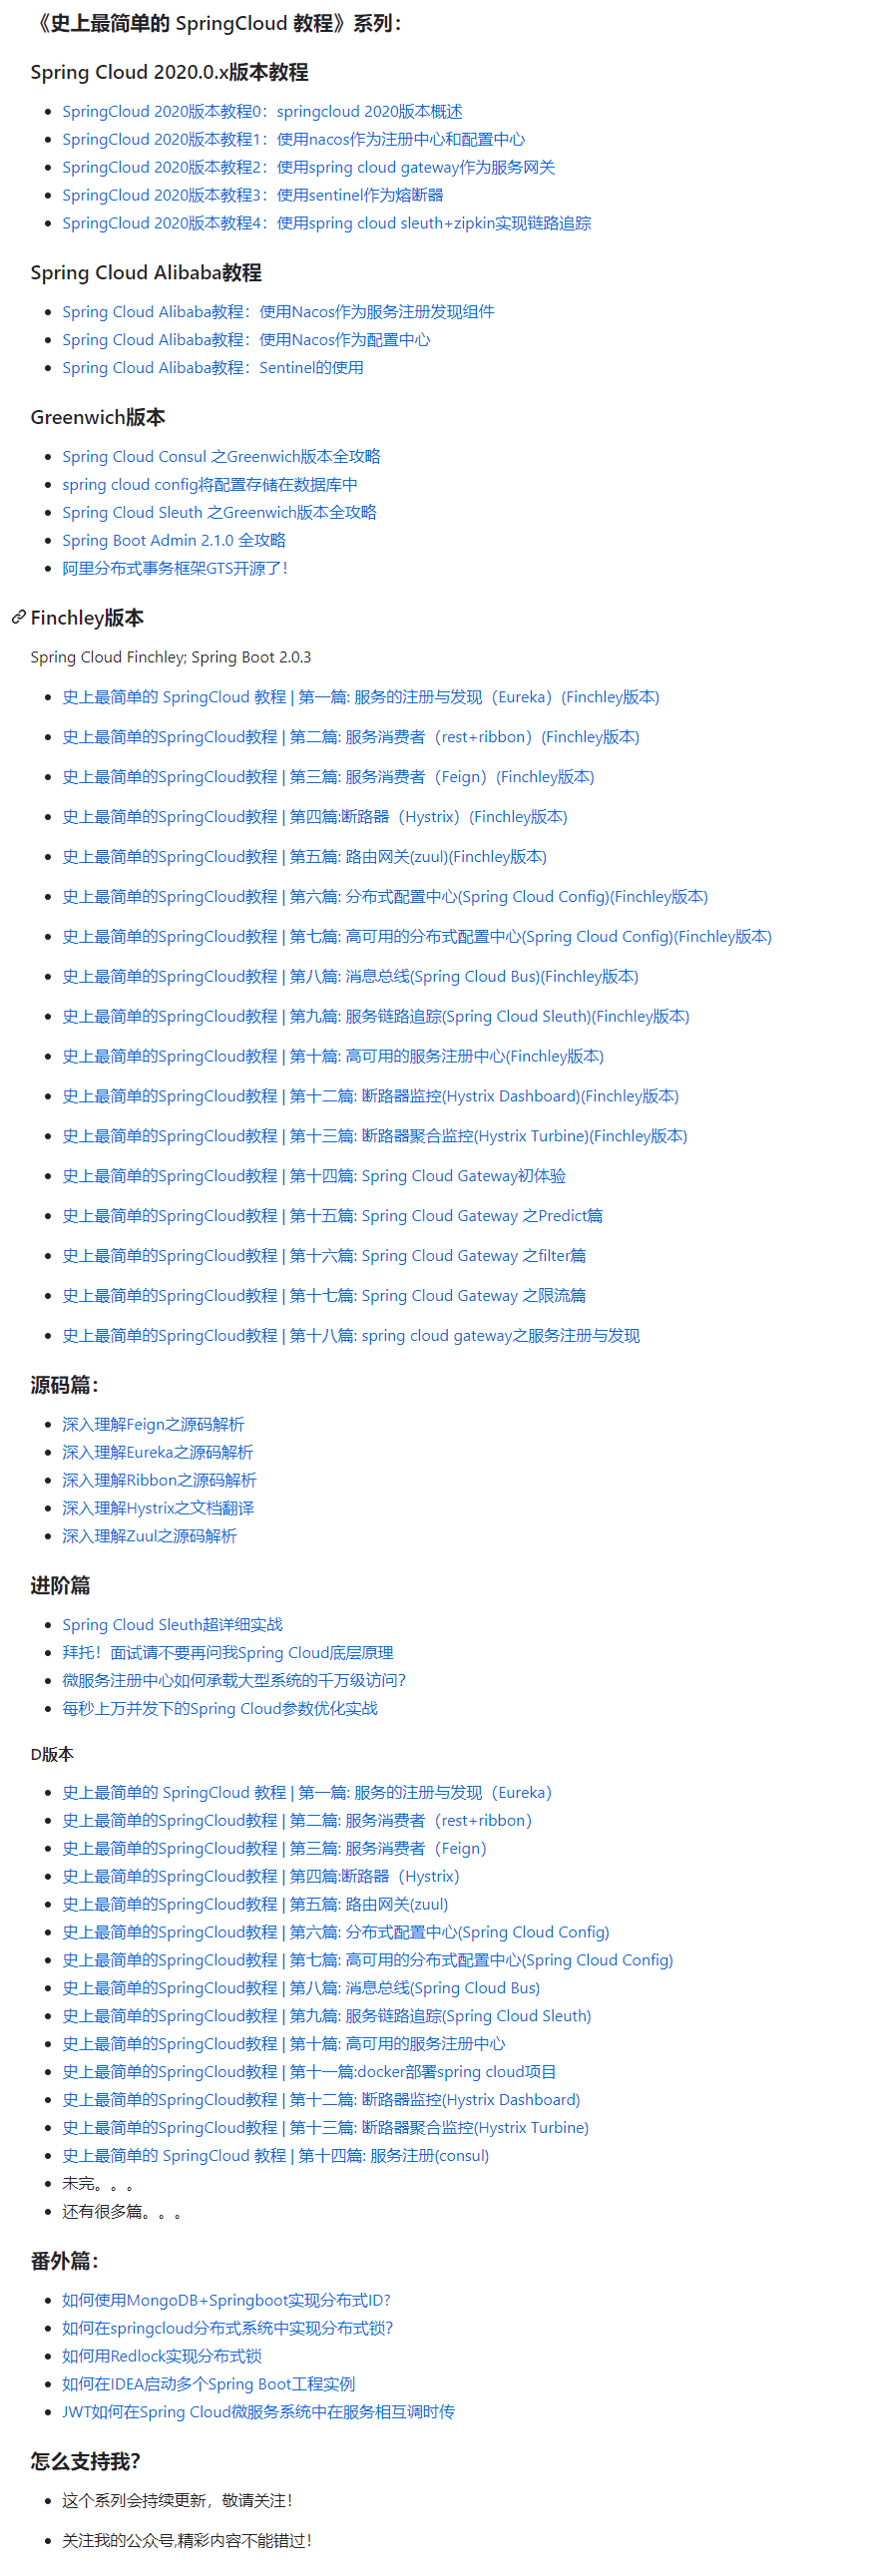 《史上最简单的 SpringCloud 教程》系列：
Spring Cloud 2020.0.x版本教程
SpringCloud 2020版本教程0：springcloud 2020版本概述
SpringCloud 2020版本教程1：使用nacos作为注册中心和配置中心
SpringCloud 2020版本教程2：使用spring cloud gateway作为服务网关
SpringCloud 2020版本教程3：使用sentinel作为熔断器
SpringCloud 2020版本教程4：使用spring cloud sleuth+zipkin实现链路追踪
Spring Cloud Alibaba教程
Spring Cloud Alibaba教程：使用Nacos作为服务注册发现组件
Spring Cloud Alibaba教程：使用Nacos作为配置中心
Spring Cloud Alibaba教程：Sentinel的使用
Greenwich版本
Spring Cloud Consul 之Greenwich版本全攻略
spring cloud config将配置存储在数据库中
Spring Cloud Sleuth 之Greenwich版本全攻略
Spring Boot Admin 2.1.0 全攻略
阿里分布式事务框架GTS开源了！
Finchley版本
Spring Cloud Finchley; Spring Boot 2.0.3
史上最简单的 SpringCloud 教程 | 第一篇: 服务的注册与发现（Eureka）(Finchley版本)
史上最简单的SpringCloud教程 | 第二篇: 服务消费者（rest+ribbon）(Finchley版本)
史上最简单的SpringCloud教程 | 第三篇: 服务消费者（Feign）(Finchley版本)
史上最简单的SpringCloud教程 | 第四篇:断路器（Hystrix）(Finchley版本)
史上最简单的SpringCloud教程 | 第五篇: 路由网关(zuul)(Finchley版本)
史上最简单的SpringCloud教程 | 第六篇: 分布式配置中心(Spring Cloud Config)(Finchley版本)
史上最简单的SpringCloud教程 | 第七篇: 高可用的分布式配置中心(Spring Cloud Config)(Finchley版本)
史上最简单的SpringCloud教程 | 第八篇: 消息总线(Spring Cloud Bus)(Finchley版本)
史上最简单的SpringCloud教程 | 第九篇: 服务链路追踪(Spring Cloud Sleuth)(Finchley版本)
史上最简单的SpringCloud教程 | 第十篇: 高可用的服务注册中心(Finchley版本)
史上最简单的SpringCloud教程 | 第十二篇: 断路器监控(Hystrix Dashboard)(Finchley版本)
史上最简单的SpringCloud教程 | 第十三篇: 断路器聚合监控(Hystrix Turbine)(Finchley版本)
史上最简单的SpringCloud教程 | 第十四篇: Spring Cloud Gateway初体验
史上最简单的SpringCloud教程 | 第十五篇: Spring Cloud Gateway 之Predict篇
史上最简单的SpringCloud教程 | 第十六篇: Spring Cloud Gateway 之filter篇
史上最简单的SpringCloud教程 | 第十七篇: Spring Cloud Gateway 之限流篇
史上最简单的SpringCloud教程 | 第十八篇: spring cloud gateway之服务注册与发现
源码篇：
深入理解Feign之源码解析
深入理解Eureka之源码解析
深入理解Ribbon之源码解析
深入理解Hystrix之文档翻译
深入理解Zuul之源码解析
进阶篇
Spring Cloud Sleuth超详细实战
拜托！面试请不要再问我Spring Cloud底层原理
微服务注册中心如何承载大型系统的千万级访问？
每秒上万并发下的Spring Cloud参数优化实战
D版本
史上最简单的 SpringCloud 教程 | 第一篇: 服务的注册与发现（Eureka）
史上最简单的SpringCloud教程 | 第二篇: 服务消费者（rest+ribbon）
史上最简单的SpringCloud教程 | 第三篇: 服务消费者（Feign）
史上最简单的SpringCloud教程 | 第四篇:断路器（Hystrix）
史上最简单的SpringCloud教程 | 第五篇: 路由网关(zuul)
史上最简单的SpringCloud教程 | 第六篇: 分布式配置中心(Spring Cloud Config)
史上最简单的SpringCloud教程 | 第七篇: 高可用的分布式配置中心(Spring Cloud Config)
史上最简单的SpringCloud教程 | 第八篇: 消息总线(Spring Cloud Bus)
史上最简单的SpringCloud教程 | 第九篇: 服务链路追踪(Spring Cloud Sleuth)
史上最简单的SpringCloud教程 | 第十篇: 高可用的服务注册中心
史上最简单的SpringCloud教程 | 第十一篇:docker部署spring cloud项目
史上最简单的SpringCloud教程 | 第十二篇: 断路器监控(Hystrix Dashboard)
史上最简单的SpringCloud教程 | 第十三篇: 断路器聚合监控(Hystrix Turbine)
史上最简单的 SpringCloud 教程 | 第十四篇: 服务注册(consul)
未完。。。
还有很多篇。。。
番外篇：
如何使用MongoDB+Springboot实现分布式ID？
如何在springcloud分布式系统中实现分布式锁？
如何用Redlock实现分布式锁
如何在IDEA启动多个Spring Boot工程实例
JWT如何在Spring Cloud微服务系统中在服务相互调时传
怎么支持我？
这个系列会持续更新，敬请关注！
关注我的公众号,精彩内容不能错过！